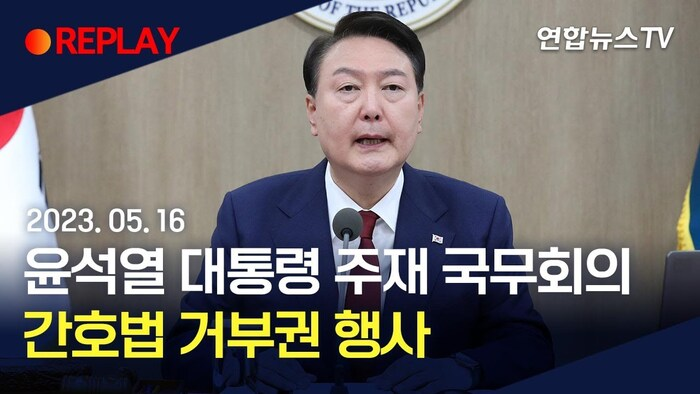 REPLAY
연합뉴스TV
2023. 05. 16
윤석열 대통령 주재 국무회의
간호법 거부권 행사